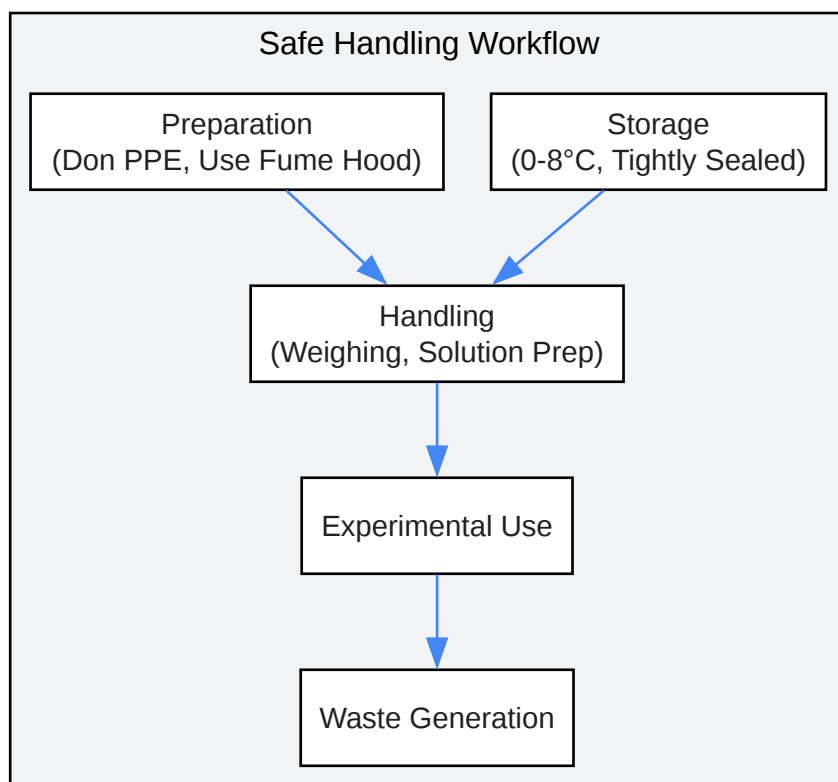 Safe Handling Workflow
Preparation
(Don PPE, Use Fume Hood)
Storage
(0-8°C, Tightly Sealed)
Handling
(Weighing, Solution Prep)
Experimental Use
Waste Generation